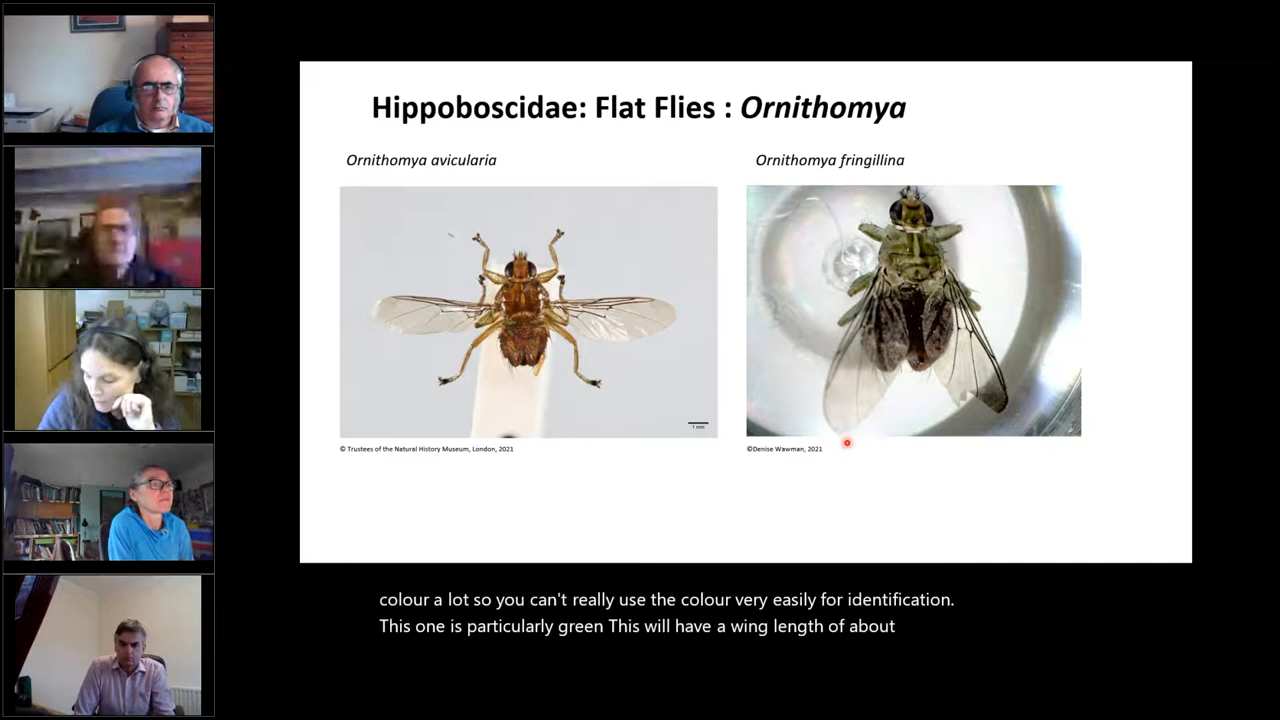 Hippoboscidae: Flat Flies : Ornithomya
Ornithomya avicularia
Ornithomya fringillina
1 mm
© Trustees of the Natural History Museum, London, 2021
©Denise Wawman, 2021
colour a lot so you can't really use the colour very easily for identification.
This one is particularly green This will have a wing length of about